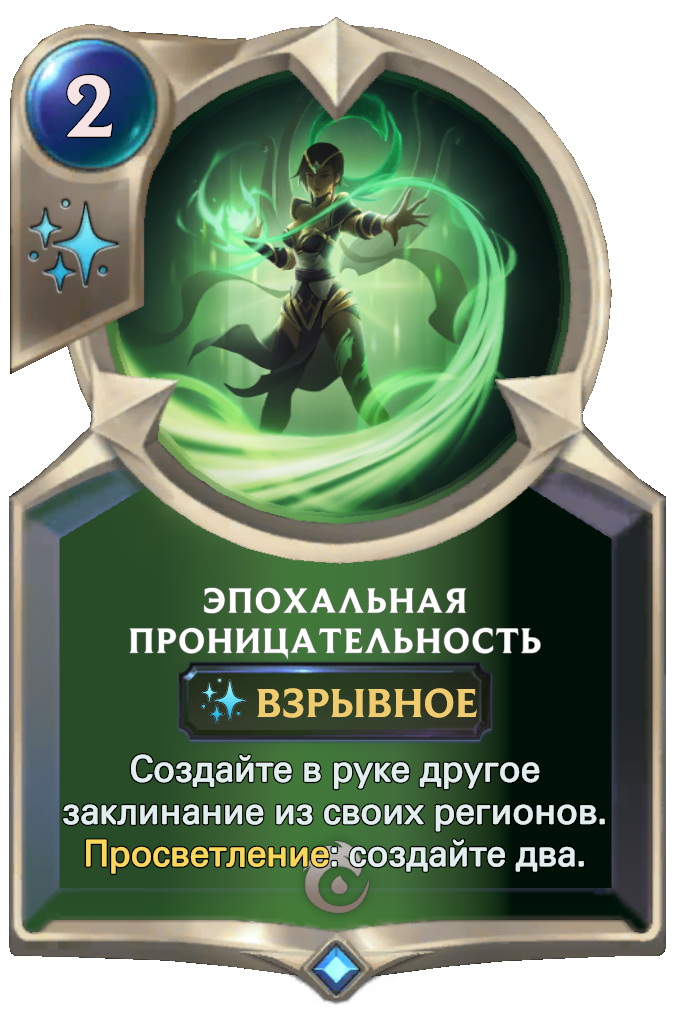 2
ЭПОХАЛЬНАЯ
ПРОНИЦАТЕЛЬНОСТЬ
ВЗРЫВНОЕ
Создайте в руке другое
заклинание из своих регионов.
Просветление: создайте два.